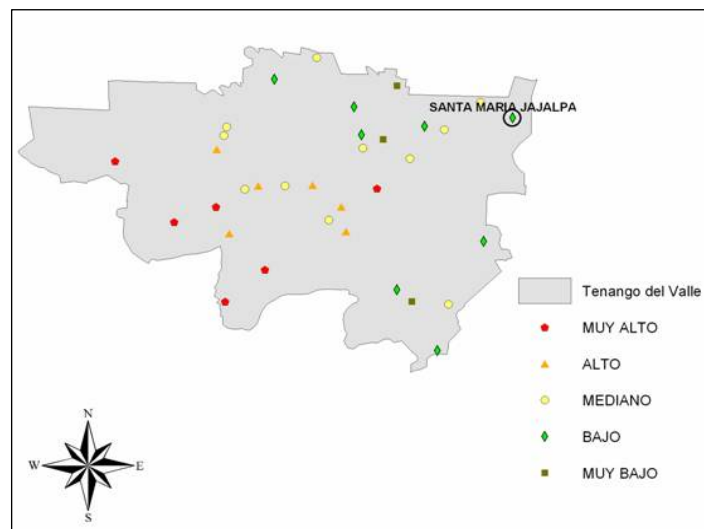 SANTA MARIA JAJALPA
Tenango del Valle
MUY ALTO
ALTO
MEDIANO
BAJO
MUY BAJO
N
W E
S